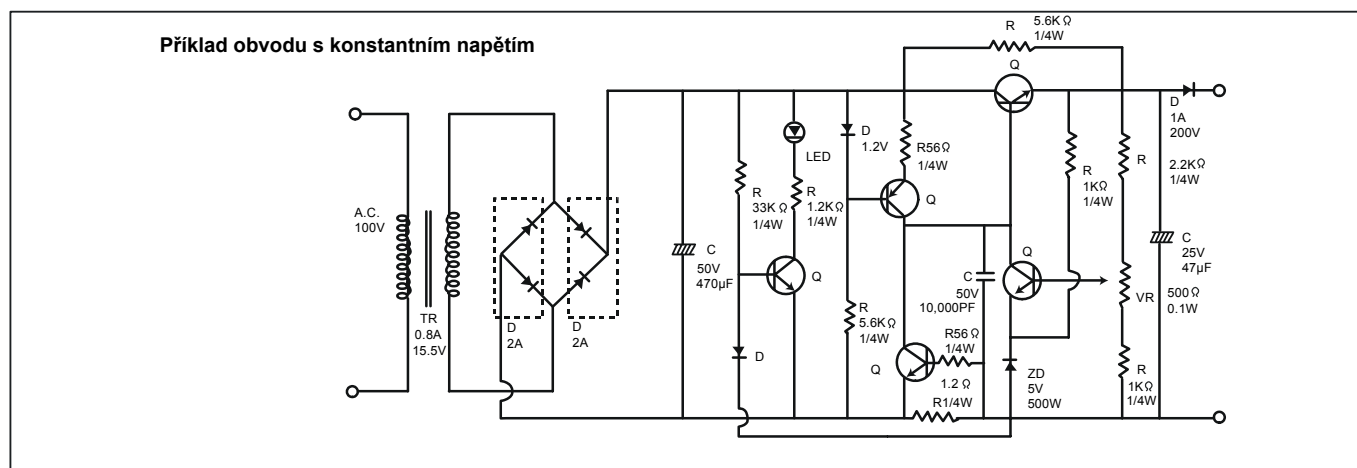 Příklad obvodu s konstantním napětím
R
5.6KΩ
1/4W
Q
D
1A
200V
A.C.
100V
TR
0.8A
15.5V
D
2A
D
2A
C
50V
470µF
R
33KΩ
1/4W
D
LED
R
1.2KΩ
1/4W
Q
D
1.2V
R
5.6KΩ
1/4W
R56Ω
1/4W
Q
C
50V
10,000PF
Q
R56Ω
1/4W
1.2 Ω
R1/4W
Q
ZD
5V
500W
R
1KΩ
1/4W
R
2.2KΩ
1/4W
VR
500Ω
0.1W
R
1KΩ
1/4W
C
25V
47µF